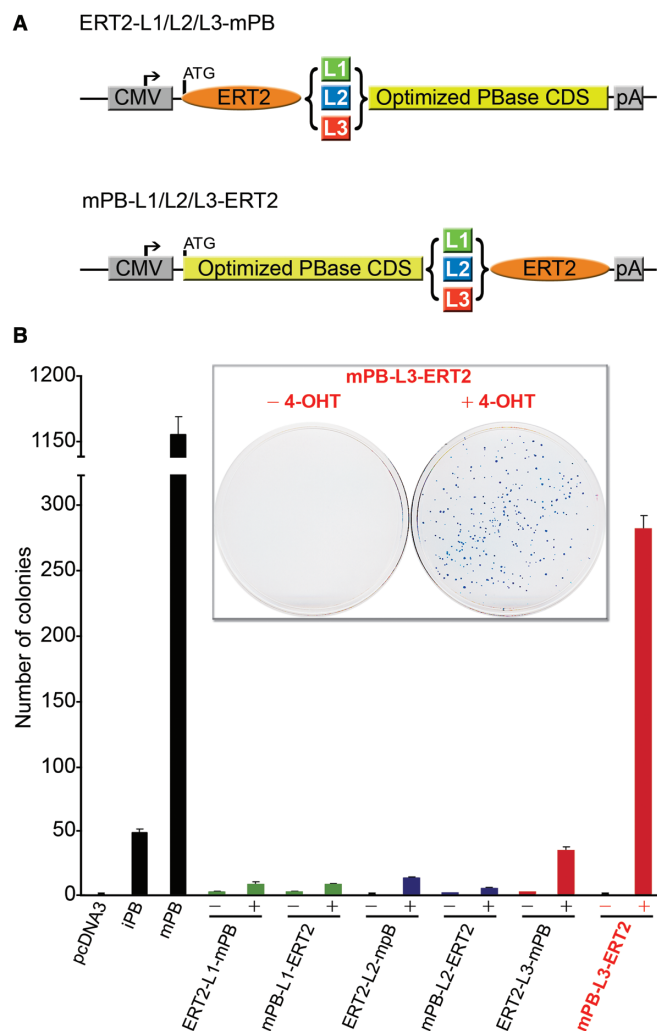 A
ERT2-L1/L2/L3-mPB
CMV ATG ERT2 L1 L2 L3 Optimized PBase CDS pA
mPB-L1/L2/L3-ERT2
CMV ATG Optimized PBase CDS L1 L2 L3 ERT2 pA
B
mPB-L3-ERT2
– 4-OHT + 4-OHT
Number of colonies
1200
1150
300
250
200
150
100
50
0
– + – + – + – + – + – +
pcDNA3
iPB
mPB
ERT2-L1-mPB
mPB-L1-ERT2
ERT2-L2-mpB
mPB-L2-ERT2
ERT2-L3-mPB
mPB-L3-ERT2